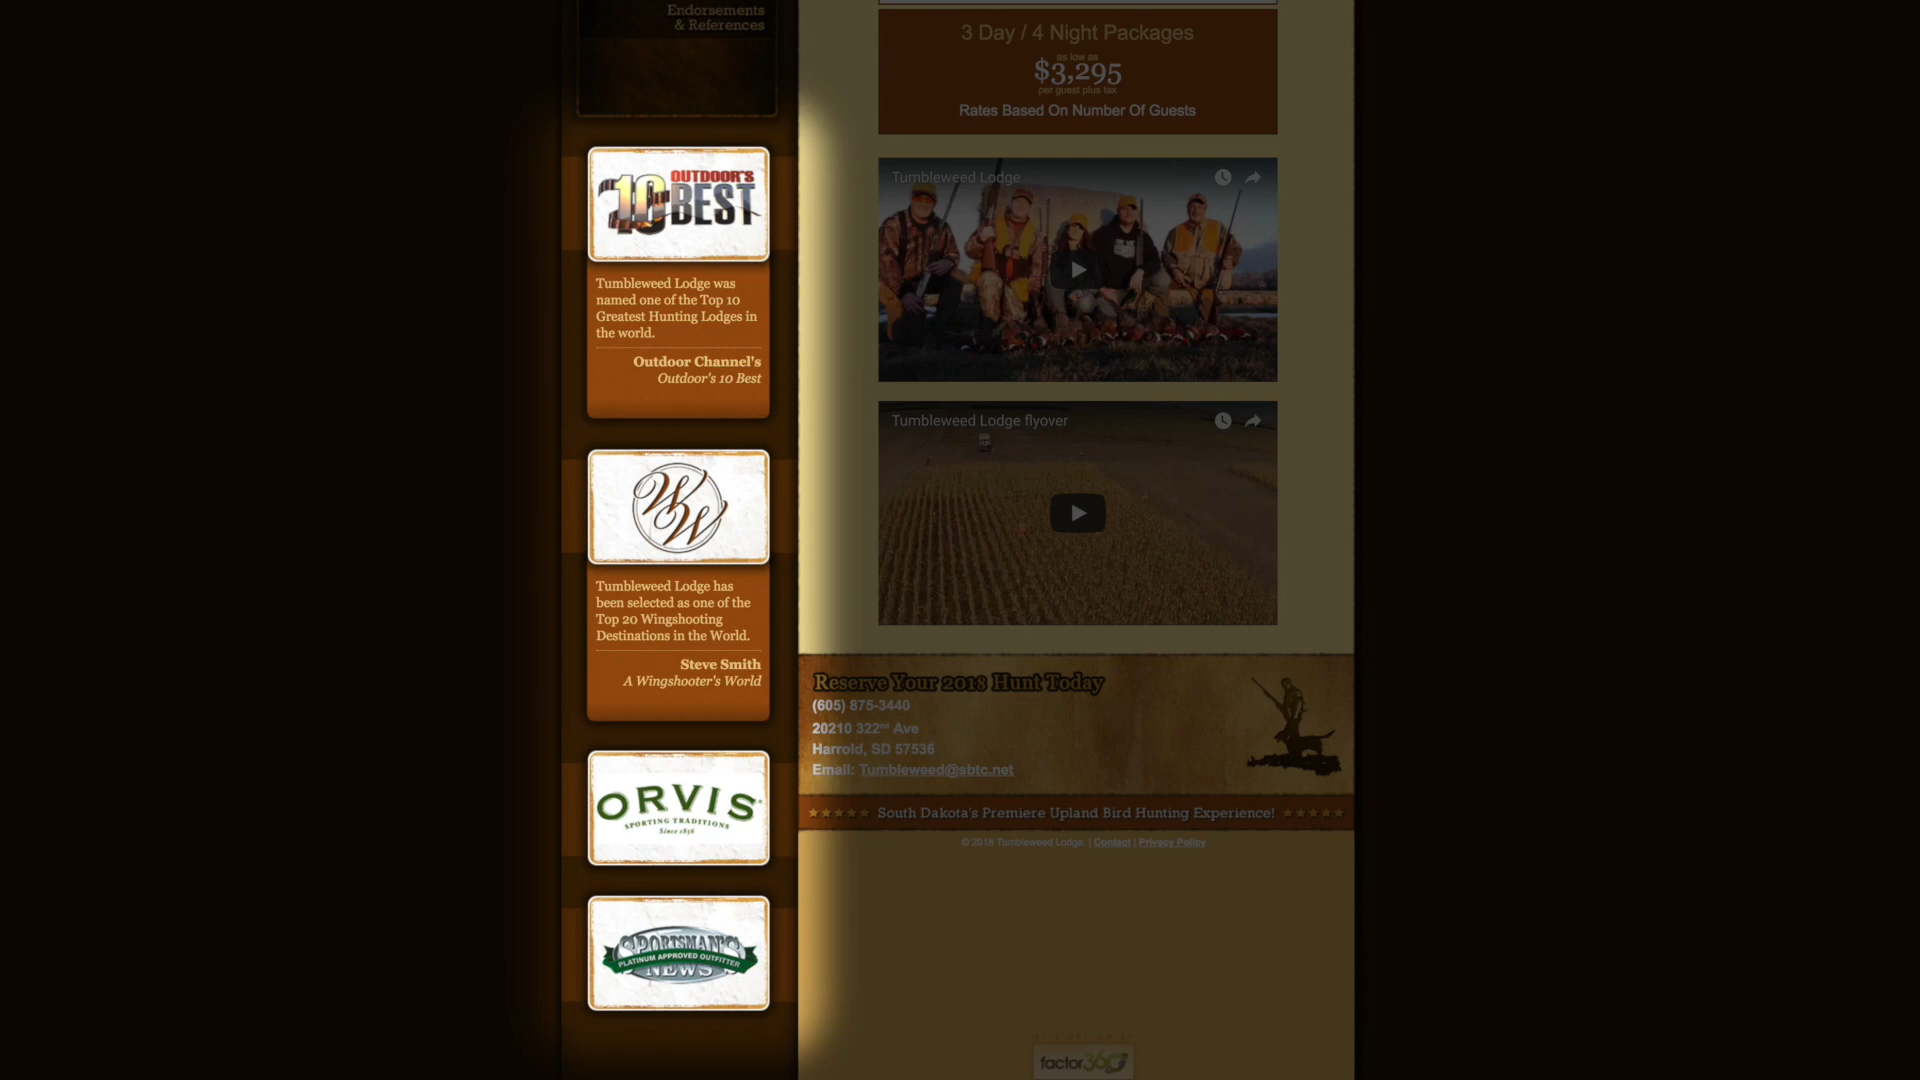 Endorsements
& References
OUTDOOR'S
10 BEST
Tumbleweed Lodge was
named one of the Top 10
Greatest Hunting Lodges in
the world.
Outdoor Channel's
Outdoor's 10 Best
WW
Tumbleweed Lodge has
been selected as one of the
Top 20 Wingshooting
Destinations in the World.
Steve Smith
A Wingshooter's World
ORVIS
SPORTING TRADITIONS
Since 1856
SPORTSMAN'S
PLATINUM APPROVED OUTFITTER
NEWS
3 Day / 4 Night Packages
as low as
$3,295
per guest plus tax
Rates Based On Number Of Guests
Tumbleweed Lodge
Tumbleweed Lodge flyover
Reserve Your 2018 Hunt Today
(605) 875-3440
20210 322nd Ave
Harrold, SD 57536
Email: Tumbleweed@sbtc.net
South Dakota's Premiere Upland Bird Hunting Experience!
© 2018 Tumbleweed Lodge. | Contact | Privacy Policy
factor360